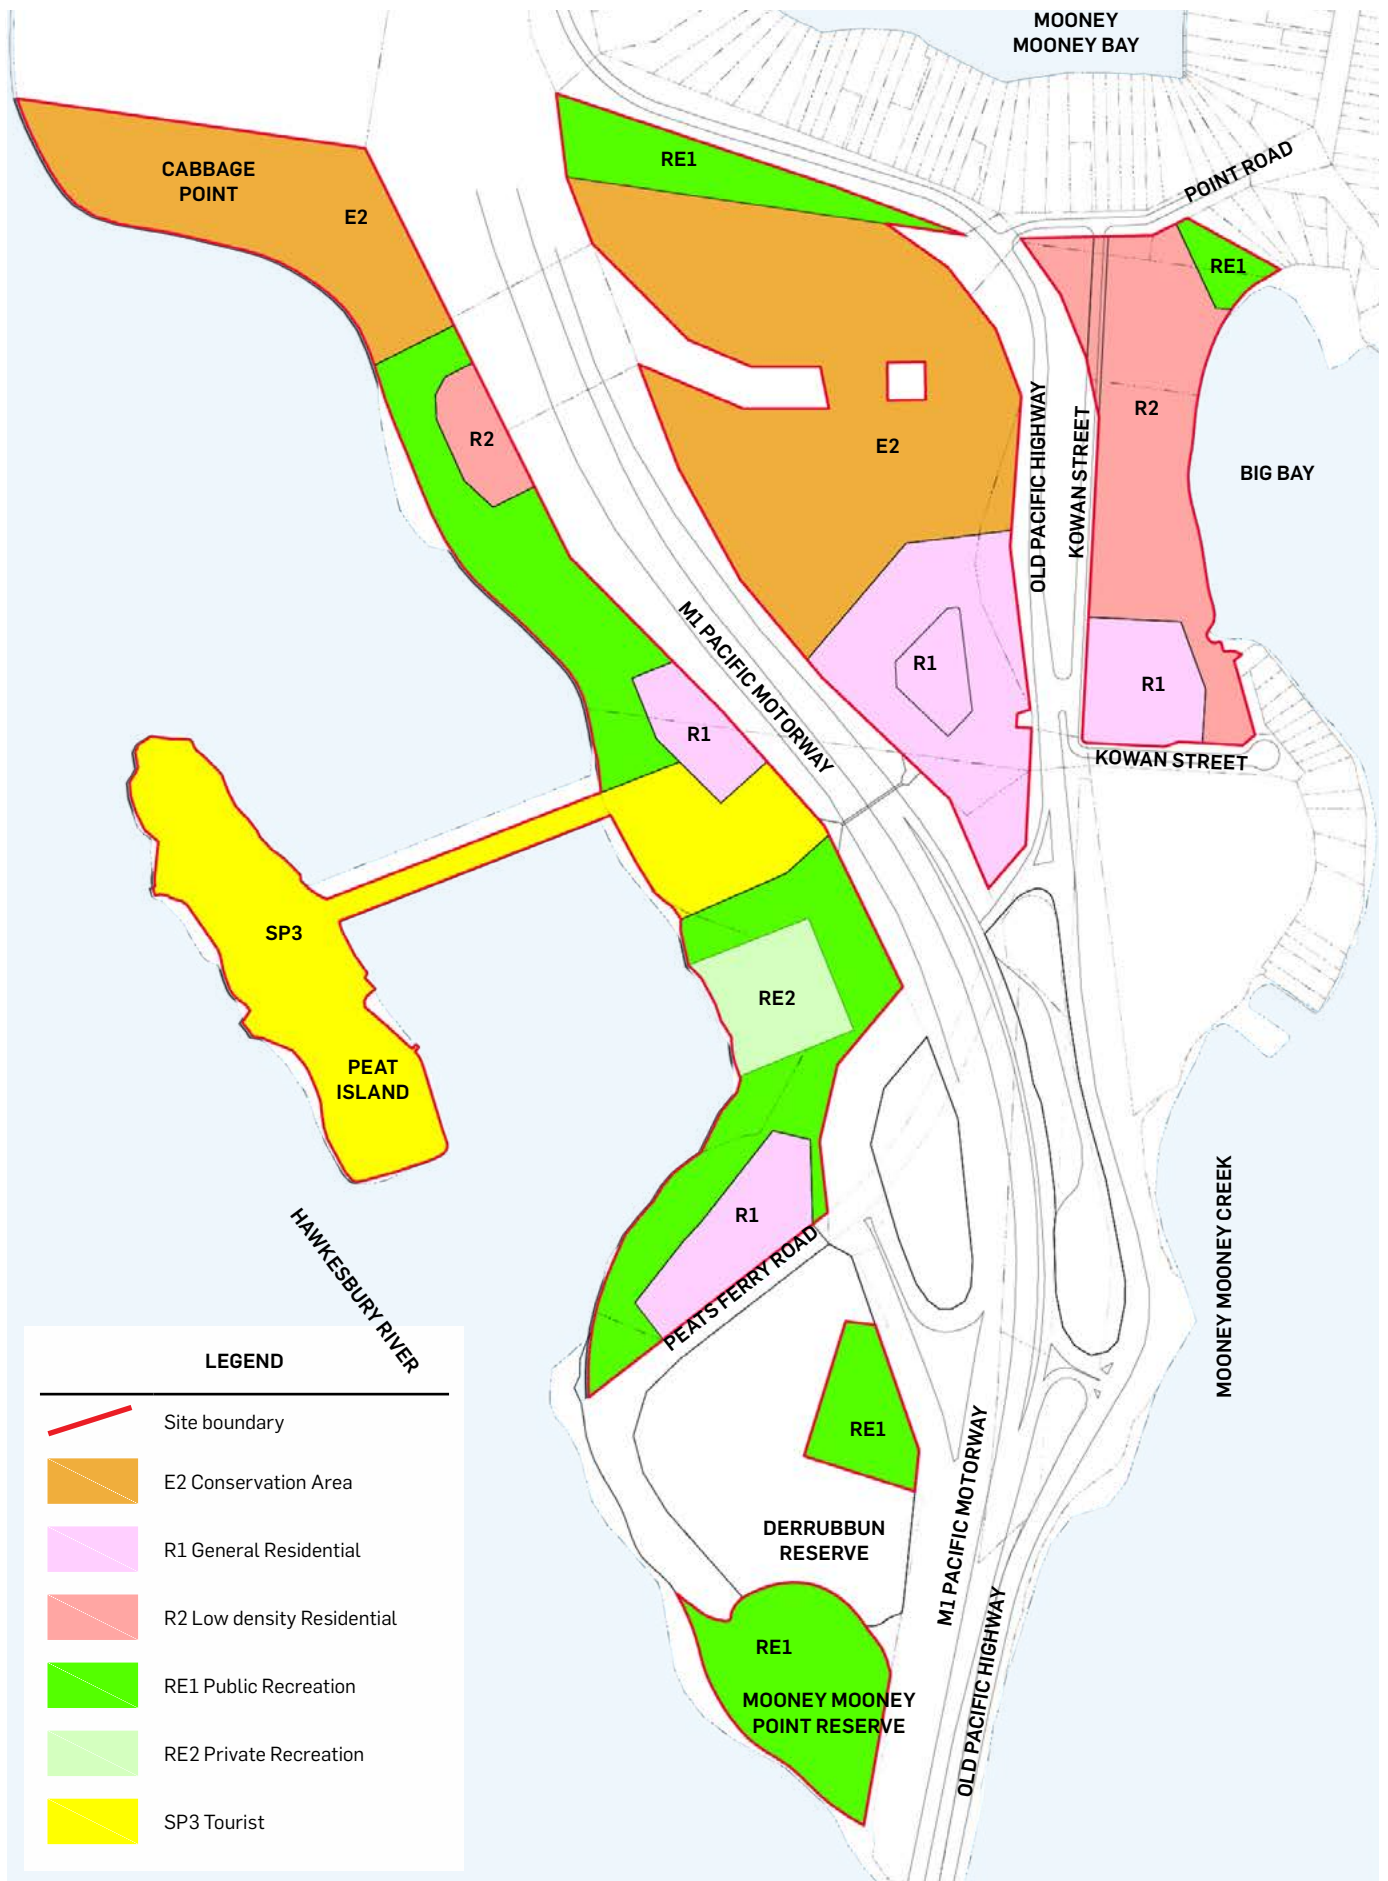 MOONEY
MOONEY BAY
CABBAGE
POINT
E2
RE1
POINT ROAD
RE1
R2
R2
E2
OLD PACIFIC HIGHWAY
KOWAN STREET
BIG BAY
M1 PACIFIC MOTORWAY
R1
R1
R1
KOWAN STREET
SP3
RE2
PEAT
ISLAND
R1
HAWKESBURY RIVER
PEATS FERRY ROAD
MOONEY MOONEY CREEK
RE1
M1 PACIFIC MOTORWAY
DERRUBBUN
RESERVE
OLD PACIFIC HIGHWAY
RE1
MOONEY MOONEY
POINT RESERVE
LEGEND
Site boundary
E2 Conservation Area
R1 General Residential
R2 Low density Residential
RE1 Public Recreation
RE2 Private Recreation
SP3 Tourist